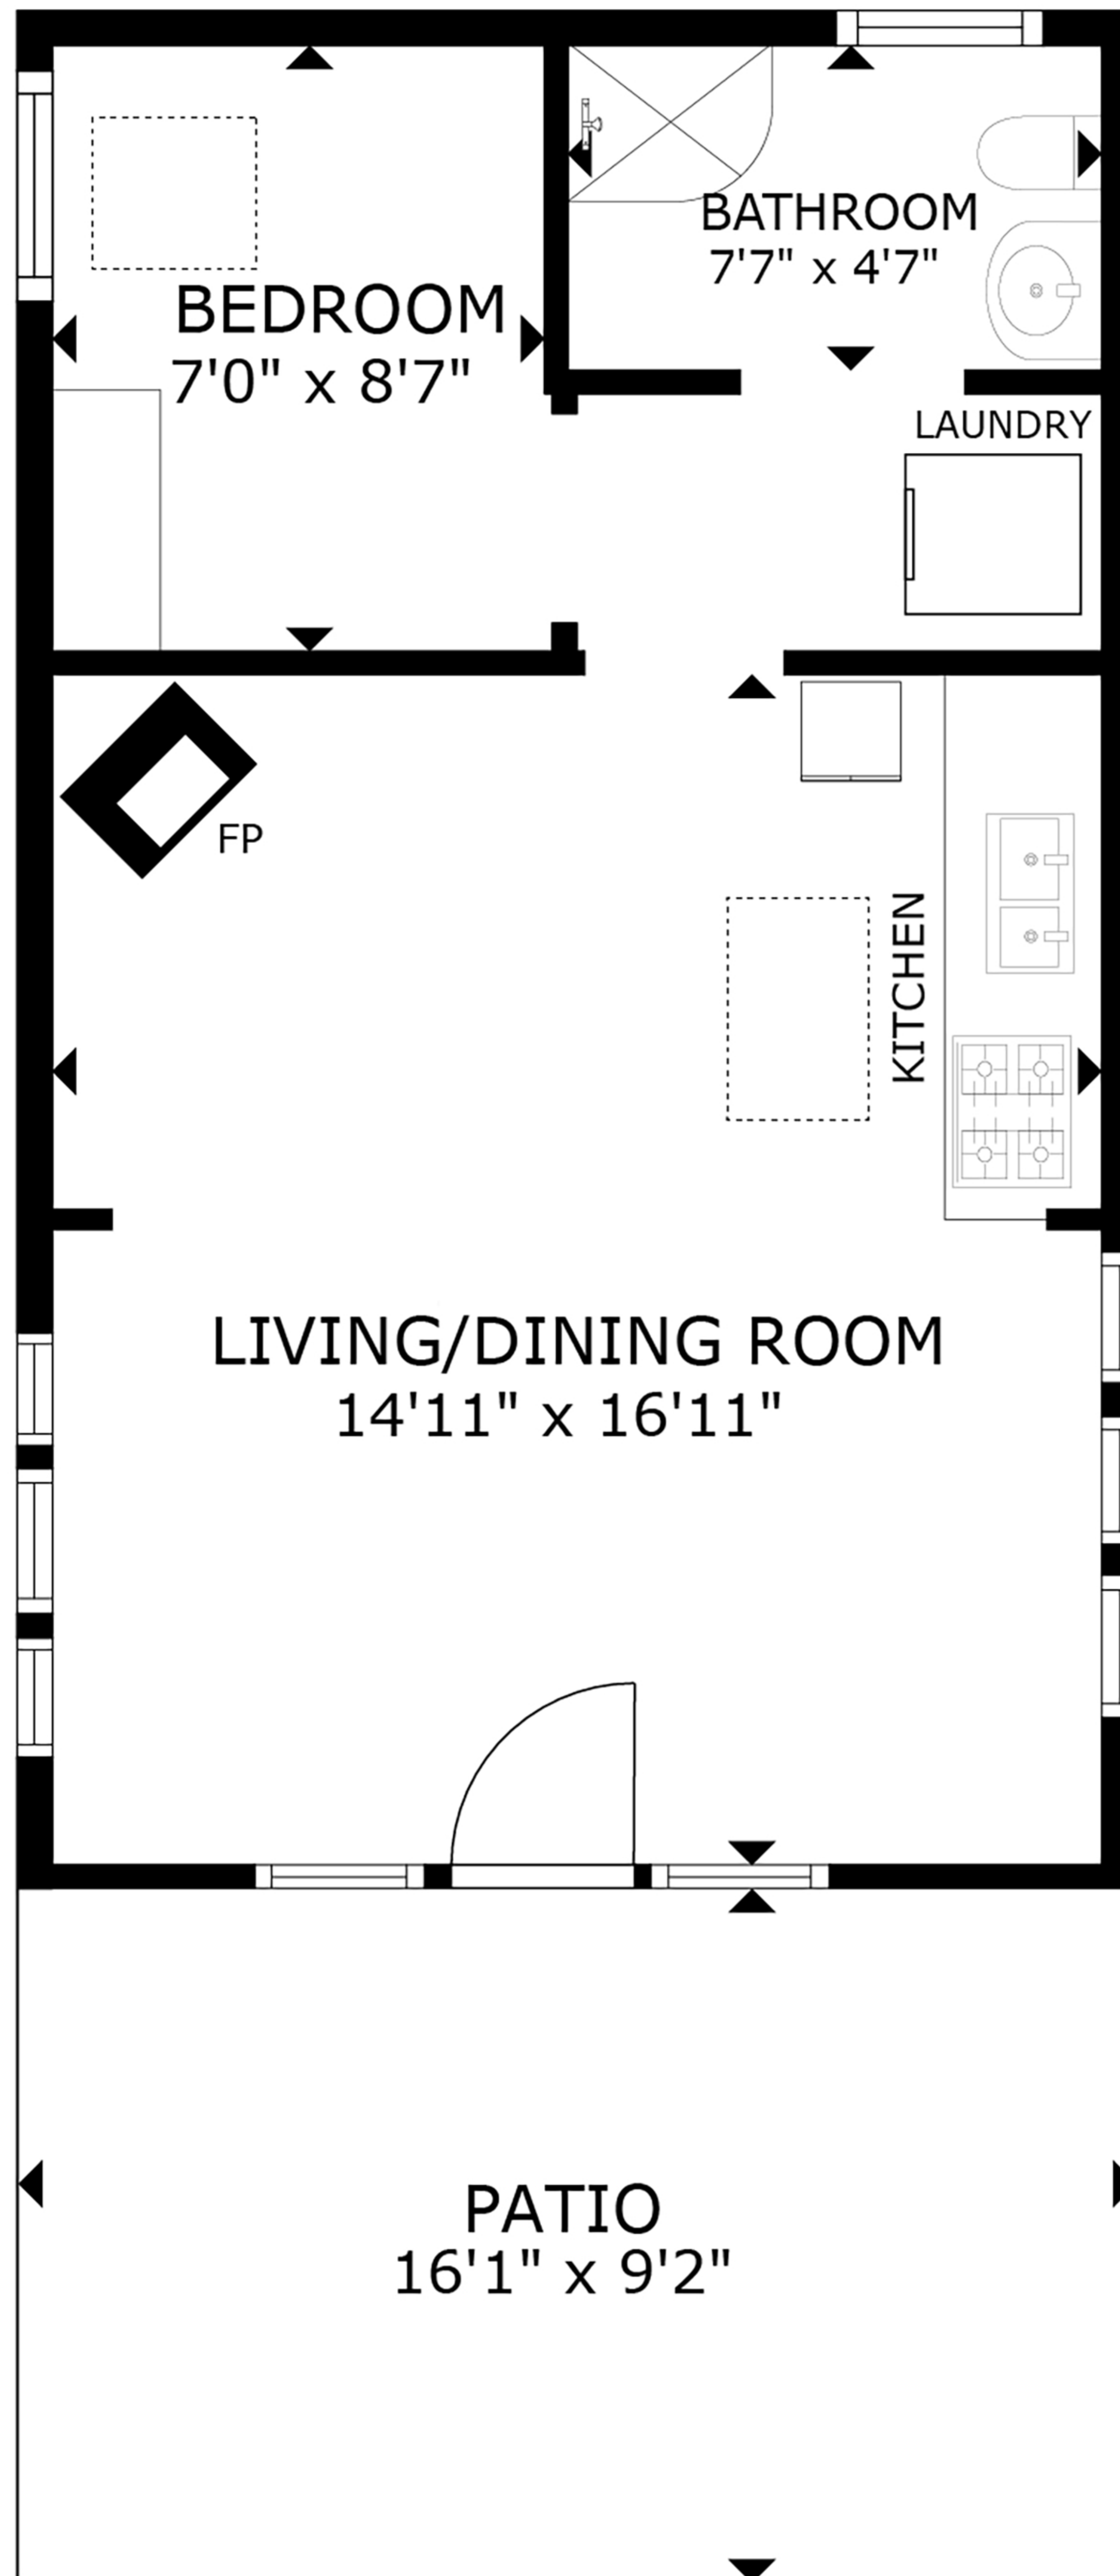 BATHROOM
7'7" x 4'7"
BEDROOM
7'0" x 8'7"
LAUNDRY
FP
KITCHEN
LIVING/DINING ROOM
14'11" x 16'11"
PATIO
16'1" x 9'2"